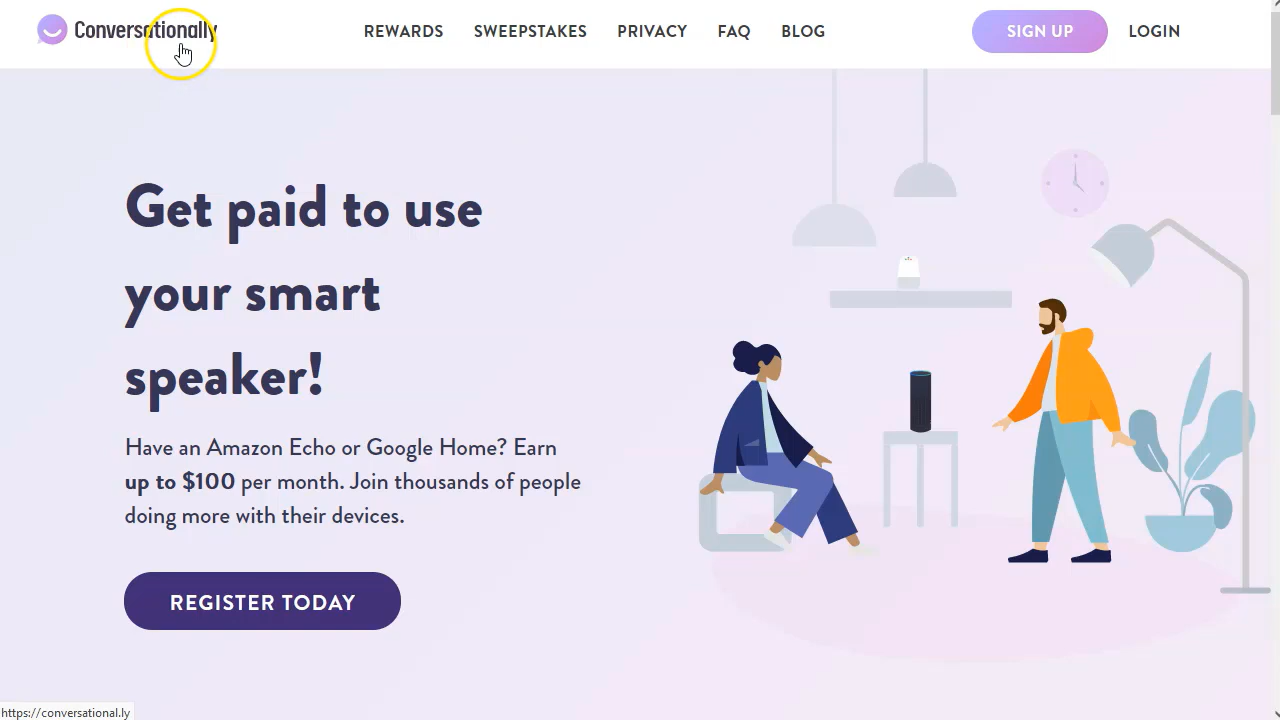 Conversationally
REWARDS
SWEEPSTAKES
PRIVACY
FAQ
BLOG
SIGN UP
LOGIN
Get paid to use
your smart
speaker!
Have an Amazon Echo or Google Home? Earn
up to $100 per month. Join thousands of people
doing more with their devices.
REGISTER TODAY
https://conversational.ly